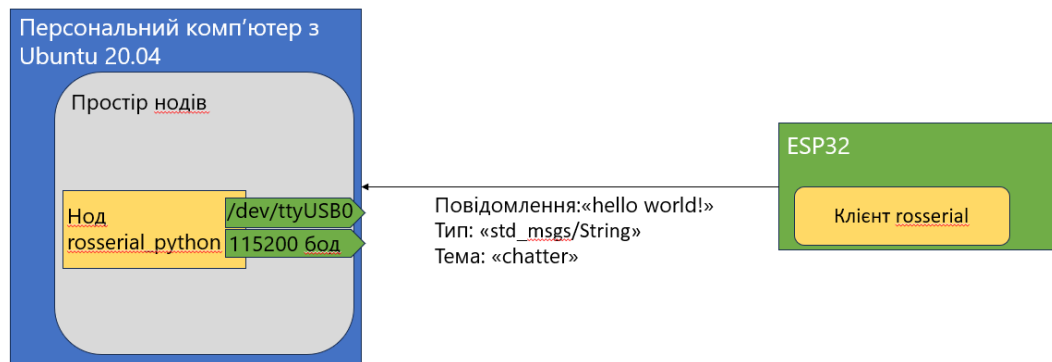 Персональний комп’ютер з
Ubuntu 20.04
Простір нодів
Нод
rosserial_python
/dev/ttyUSB0
115200 бод
Повідомлення:«hello world!»
Тип: «std_msgs/String»
Тема: «chatter»
ESP32
Клієнт rosserial